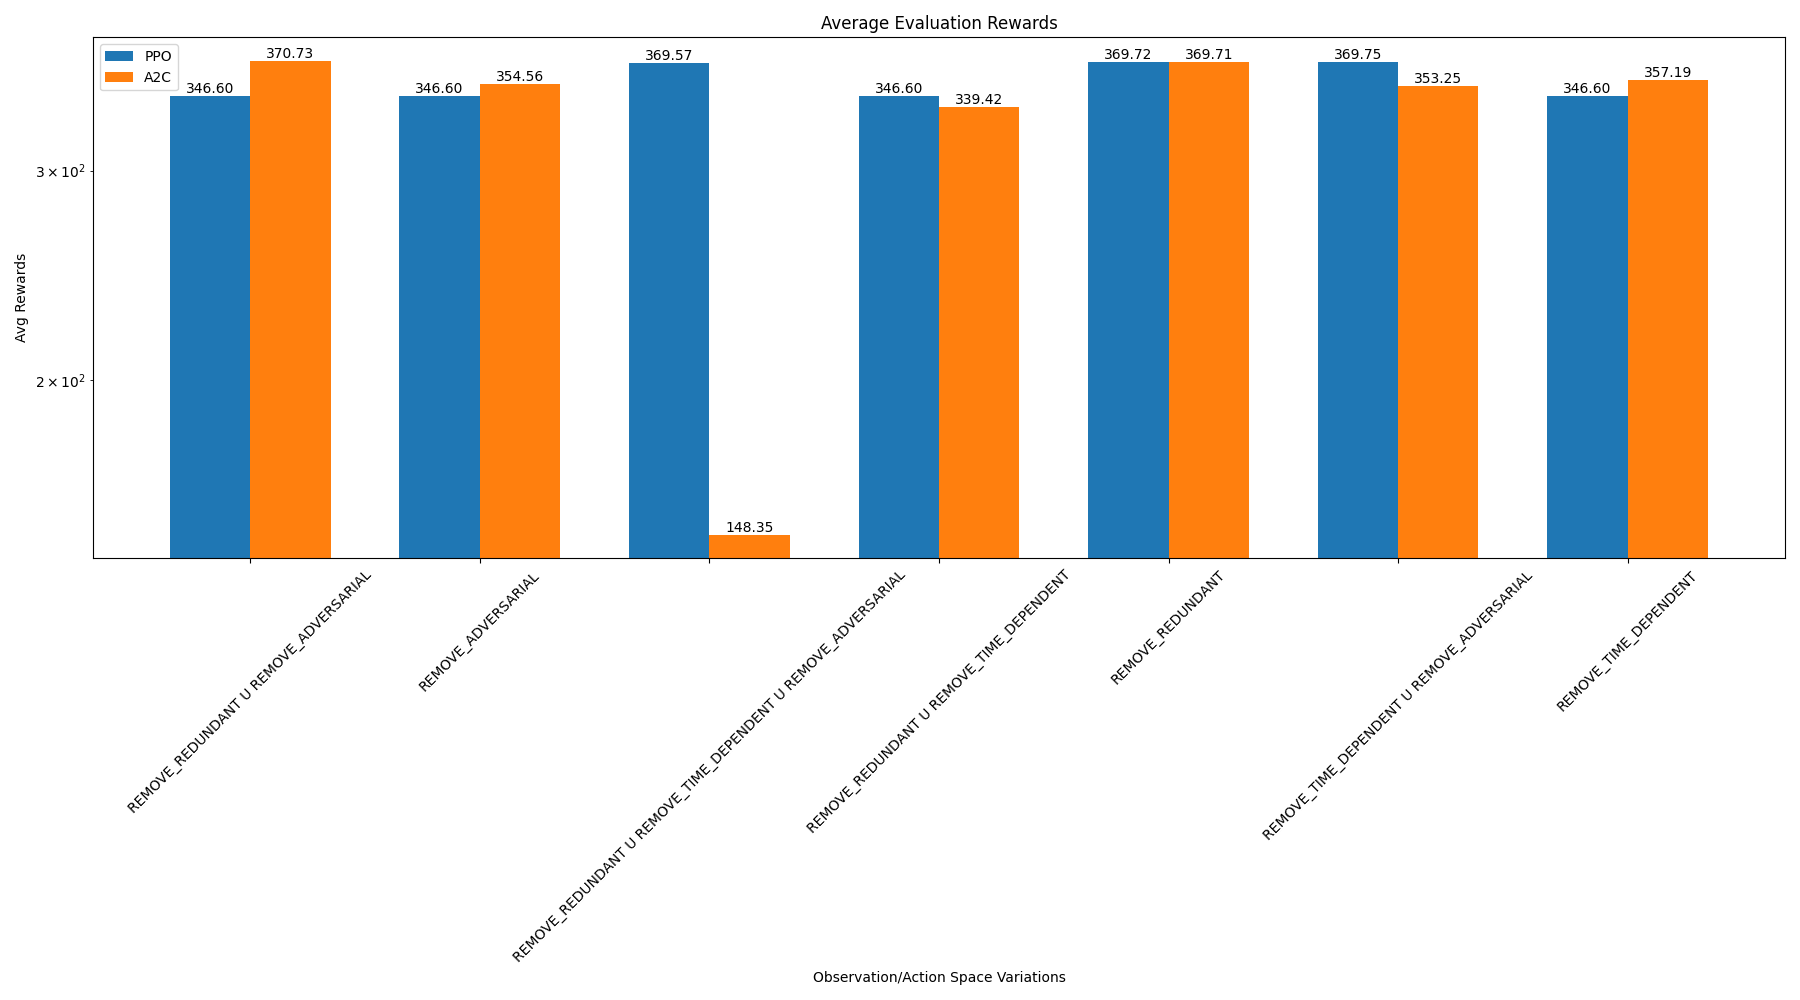 Average Evaluation Rewards
PPO
A2C
346.60
370.73
346.60
354.56
369.57
148.35
346.60
339.42
369.72
369.71
369.75
353.25
346.60
357.19
3 × 10²
2 × 10²
Avg Rewards
REMOVE_REDUNDANT U REMOVE_ADVERSARIAL
REMOVE_ADVERSARIAL
REMOVE_REDUNDANT U REMOVE_TIME_DEPENDENT U REMOVE_ADVERSARIAL
REMOVE_REDUNDANT U REMOVE_TIME_DEPENDENT
REMOVE_REDUNDANT
REMOVE_TIME_DEPENDENT U REMOVE_ADVERSARIAL
REMOVE_TIME_DEPENDENT
Observation/Action Space Variations